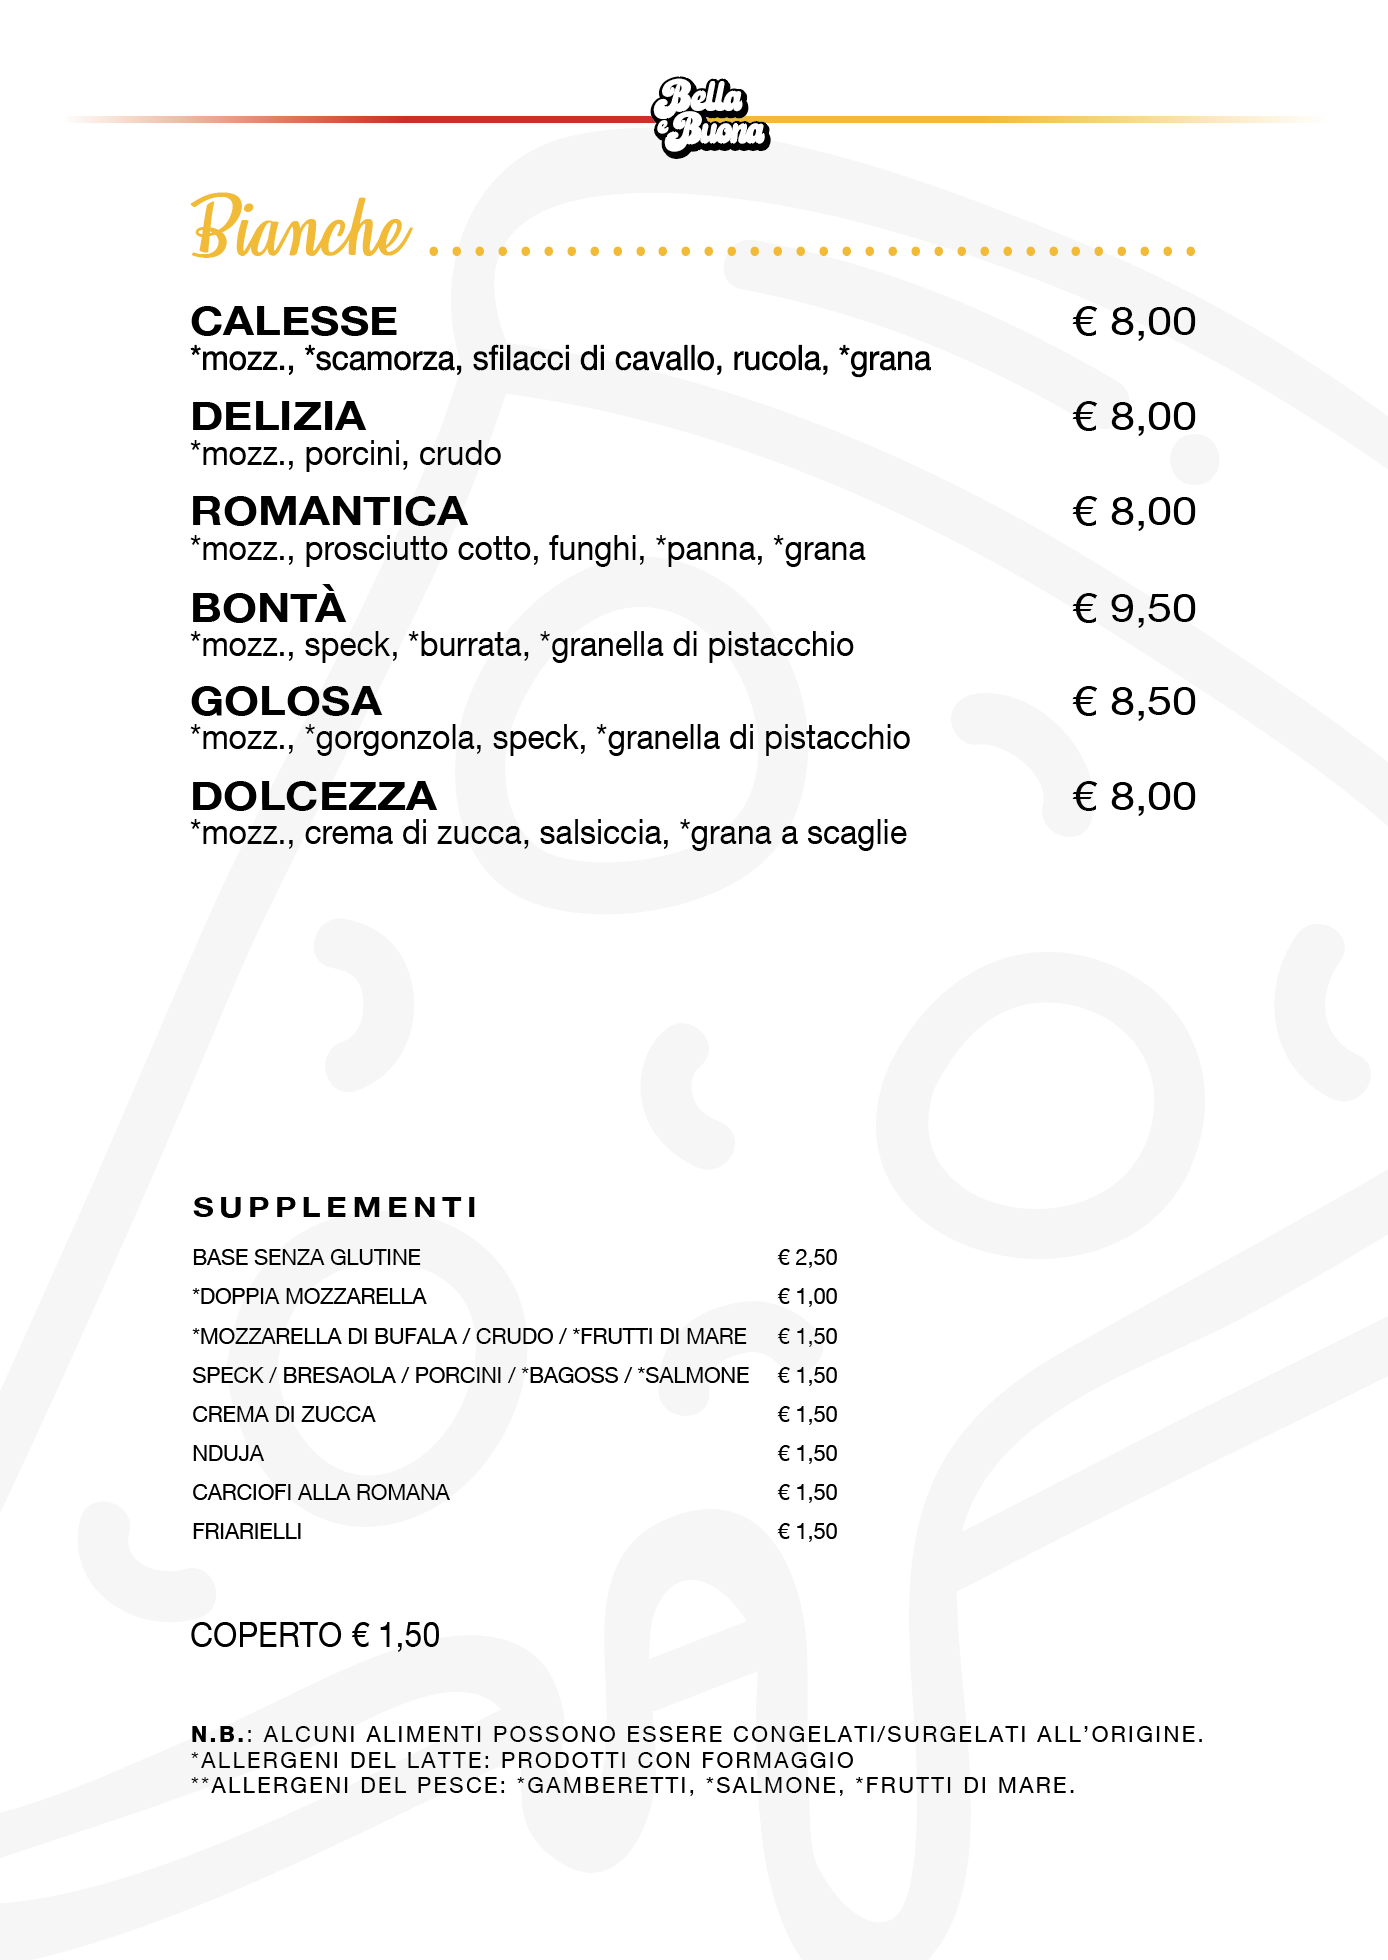 Bella
e Buona
Bianche
CALESSE € 8,00
*mozz., *scamorza, sfilacci di cavallo, rucola, *grana
DELIZIA € 8,00
*mozz., porcini, crudo
ROMANTICA € 8,00
*mozz., prosciutto cotto, funghi, *panna, *grana
BONTÀ € 9,50
*mozz., speck, *burrata, *granella di pistacchio
GOLOSA € 8,50
*mozz., *gorgonzola, speck, *granella di pistacchio
DOLCEZZA € 8,00
*mozz., crema di zucca, salsiccia, *grana a scaglie
SUPPLEMENTI
BASE SENZA GLUTINE € 2,50
*DOPPIA MOZZARELLA € 1,00
*MOZZARELLA DI BUFALA / CRUDO / *FRUTTI DI MARE € 1,50
SPECK / BRESAOLA / PORCINI / *BAGOSS / *SALMONE € 1,50
CREMA DI ZUCCA € 1,50
NDUJA € 1,50
CARCIOFI ALLA ROMANA € 1,50
FRIARIELLI € 1,50
COPERTO € 1,50
N.B.: ALCUNI ALIMENTI POSSONO ESSERE CONGELATI/SURGELATI ALL’ORIGINE.
*ALLERGENI DEL LATTE: PRODOTTI CON FORMAGGIO
**ALLERGENI DEL PESCE: *GAMBERETTI, *SALMONE, *FRUTTI DI MARE.